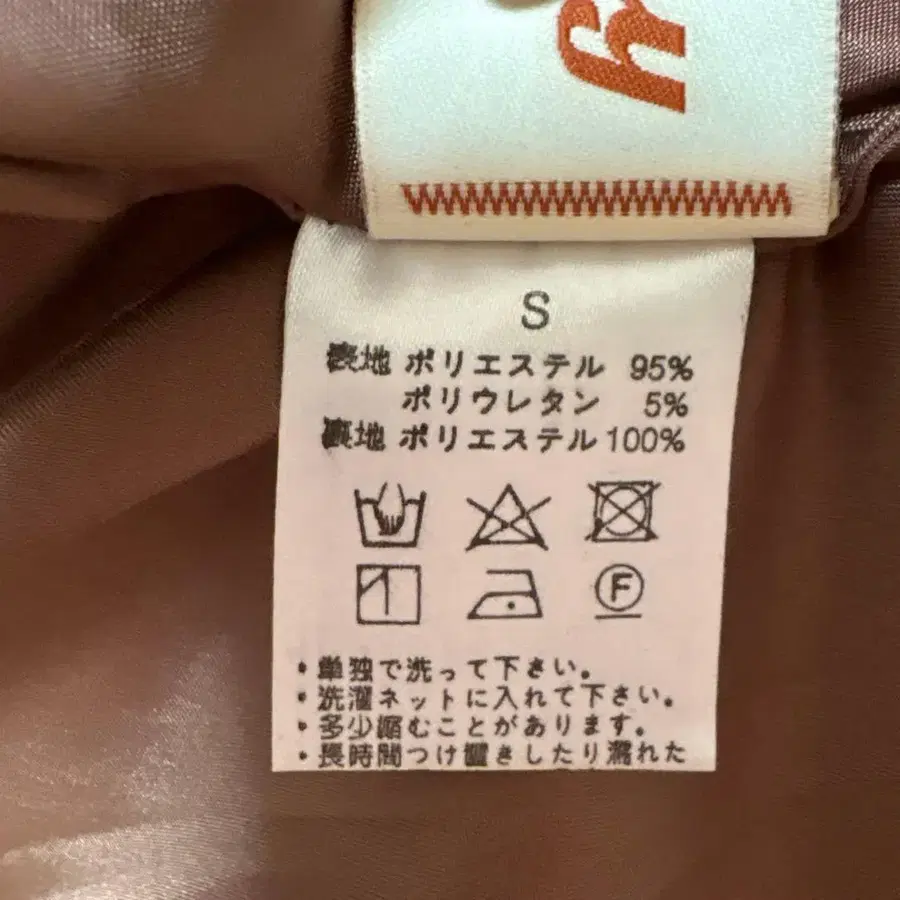 S
表地 ポリエステル 95%
ポリウレタン 5%
裏地 ポリエステル 100%
F
・単独で洗って下さい。
・洗濯ネットに入れて下さい。
・多少縮むことがあります。
・長時間つけ置きしたり濡れた